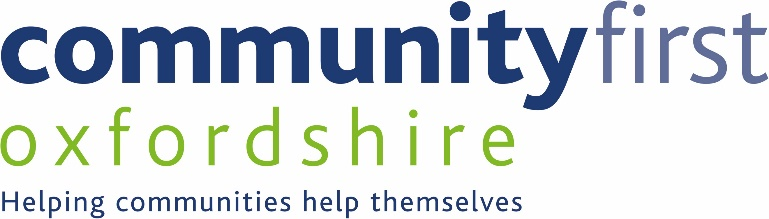 communityfirst
oxfordshire
Helping communities help themselves